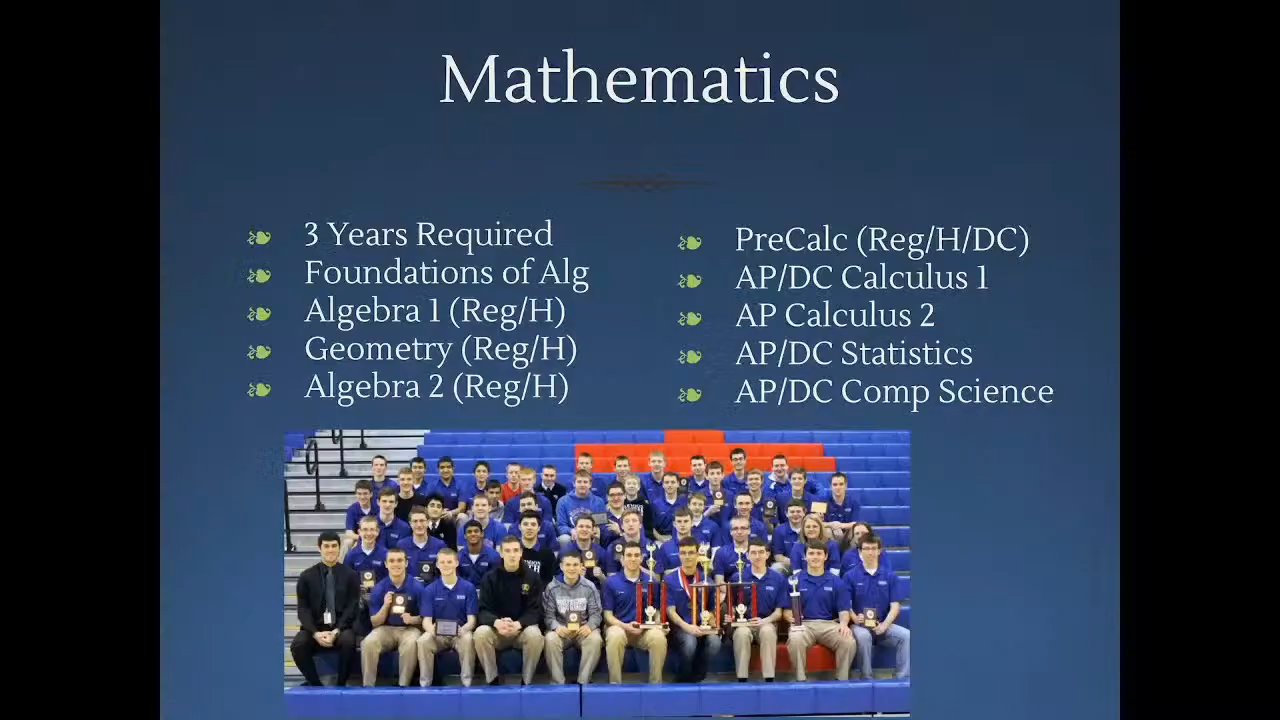 Mathematics
3 Years Required
Foundations of Alg
Algebra 1 (Reg/H)
Geometry (Reg/H)
Algebra 2 (Reg/H)
PreCalc (Reg/H/DC)
AP/DC Calculus 1
AP Calculus 2
AP/DC Statistics
AP/DC Comp Science